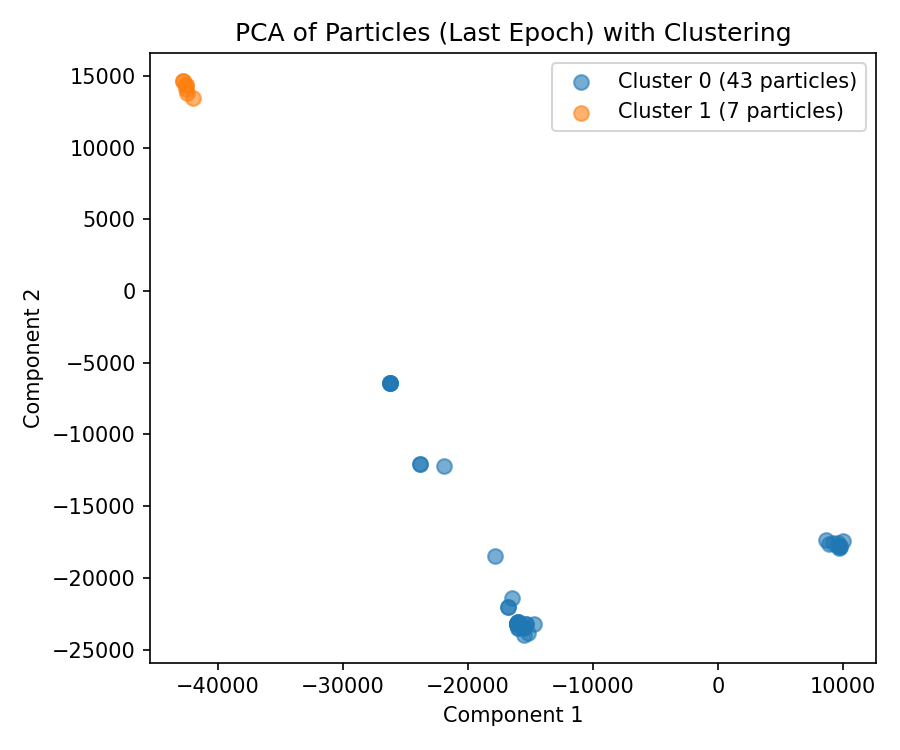 PCA of Particles (Last Epoch) with Clustering
Cluster 0 (43 particles)
Cluster 1 (7 particles)
15000
10000
5000
0
−5000
−10000
−15000
−20000
−25000
Component 2
−40000 −30000 −20000 −10000 0 10000
Component 1